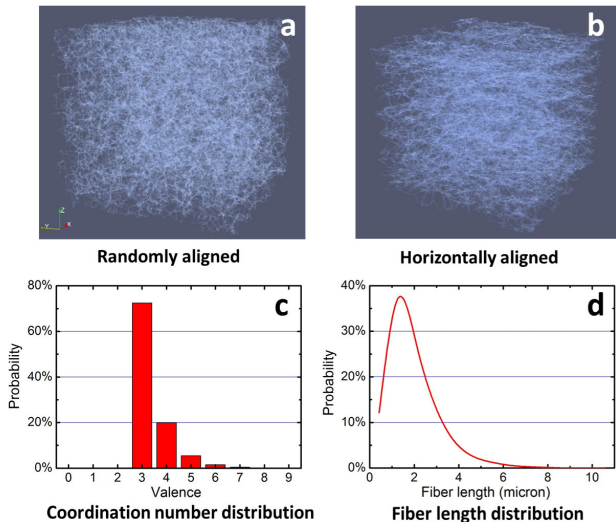 a
b
Z
Y
X
Randomly aligned
Horizontally aligned
c
80%
60%
40%
20%
0%
Probability
0 1 2 3 4 5 6 7 8 9
Valence
Coordination number distribution
d
40%
30%
20%
10%
0%
Probability
0 2 4 6 8 10
Fiber length (micron)
Fiber length distribution